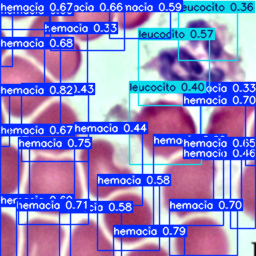 hemacia 0.67
hemacia 0.66
hemacia 0.59
leucocito 0.36
hemacia 0.33
leucocito 0.57
hemacia 0.68
hemacia 0.82
0.43
leucocito 0.40
hemacia 0.33
hemacia 0.70
hemacia 0.67
hemacia 0.44
hemacia 0.75
hemacia 0.65
hemacia 0.46
hemacia 0.58
hemacia 0.71
hemacia 0.58
hemacia 0.70
hemacia 0.79